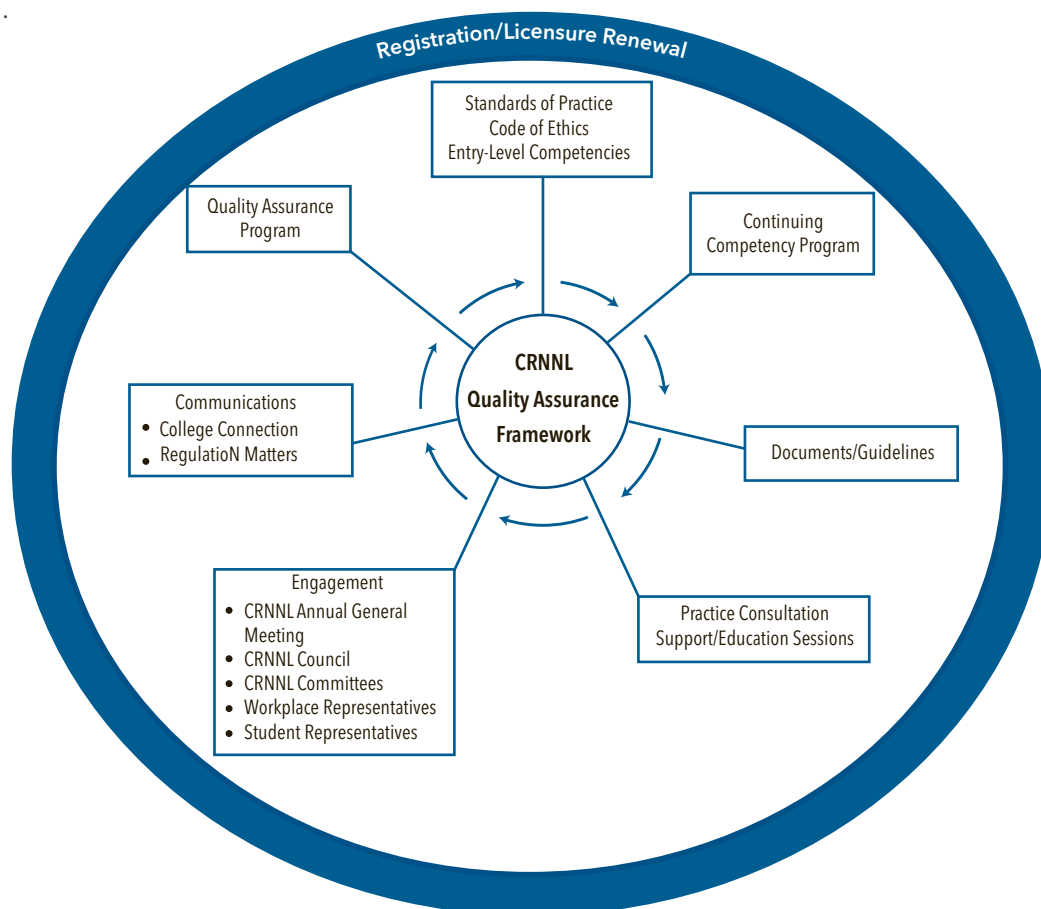 Registration/Licensure Renewal
Standards of Practice
Code of Ethics
Entry-Level Competencies
Quality Assurance
Program
Continuing
Competency Program
CRNNL
Quality Assurance
Framework
Communications
• College Connection
• RegulatioN Matters
Documents/Guidelines
Engagement
• CRNNL Annual General
Meeting
• CRNNL Council
• CRNNL Committees
• Workplace Representatives
• Student Representatives
Practice Consultation
Support/Education Sessions